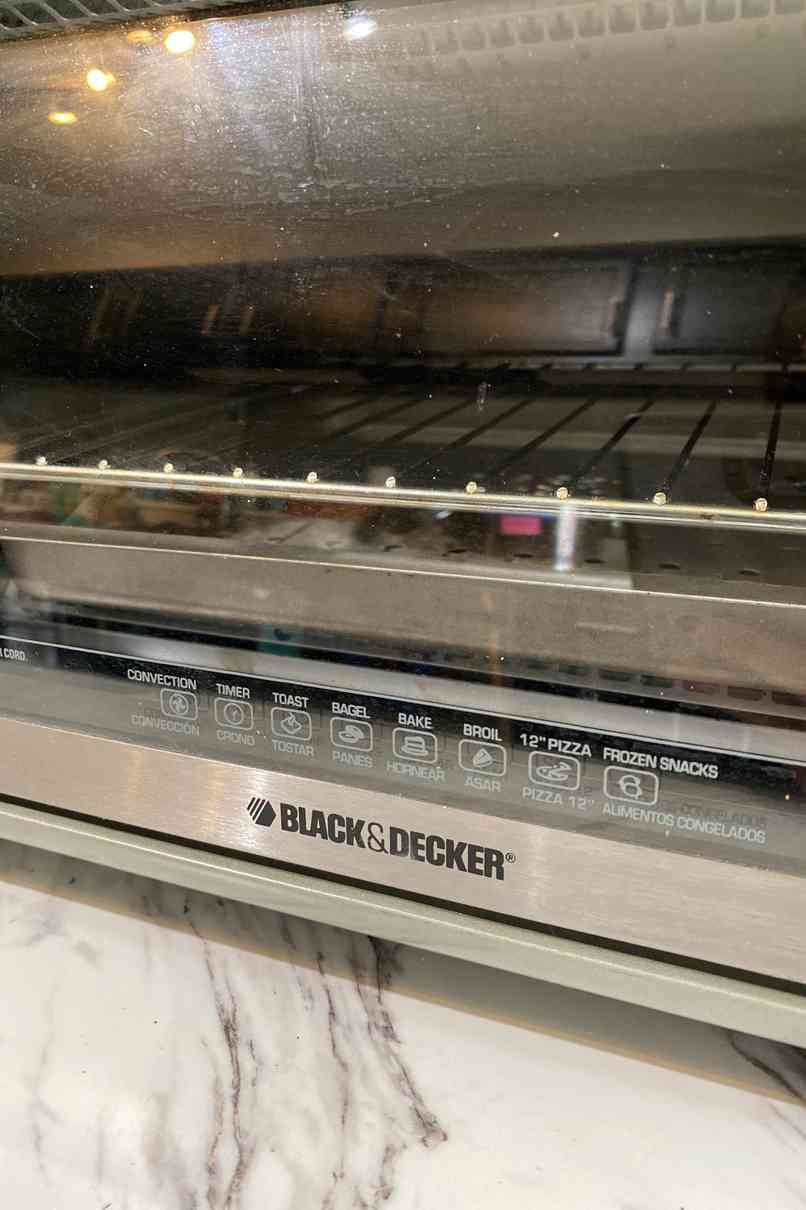 CORD.
CONVECTION TIMER TOAST BAGEL BAKE BROIL 12" PIZZA FROZEN SNACKS
CONVECCIÓN CRONO TOSTAR PANES HORNEAR ASAR PIZZA 12" ALIMENTOS CONGELADOS
BLACK&DECKER®